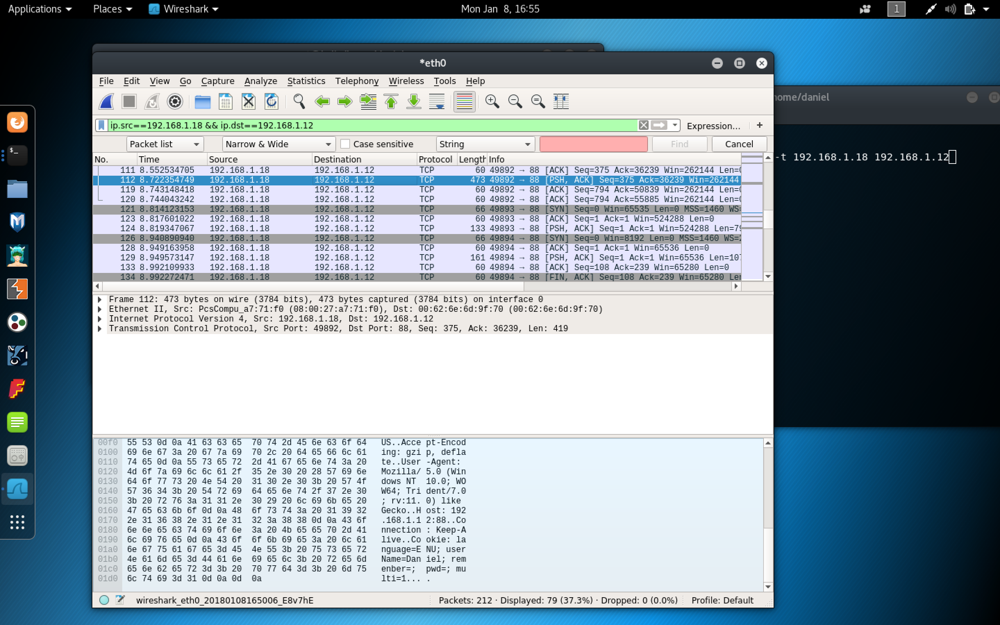 Applications Places Wireshark Mon Jan 8, 16:55 1
*eth0
File Edit View Go Capture Analyze Statistics Telephony Wireless Tools Help
home/daniel
ip.src==192.168.1.18 && ip.dst==192.168.1.12 Expression... +
Packet list Narrow & Wide Case sensitive String Find Cancel
-t 192.168.1.18 192.168.1.12
No. Time Source Destination Protocol Length Info
111 8.552534705 192.168.1.18 192.168.1.12 TCP 60 49892 → 88 [ACK] Seq=375 Ack=36239 Win=262144 Len=0
112 8.722354749 192.168.1.18 192.168.1.12 TCP 473 49892 → 88 [PSH, ACK] Seq=375 Ack=36239 Win=262144
119 8.743148418 192.168.1.18 192.168.1.12 TCP 60 49892 → 88 [ACK] Seq=794 Ack=50839 Win=262144 Len=0
120 8.744043242 192.168.1.18 192.168.1.12 TCP 60 49892 → 88 [ACK] Seq=794 Ack=55885 Win=262144 Len=0
121 8.814123153 192.168.1.18 192.168.1.12 TCP 66 49893 → 88 [SYN] Seq=0 Win=65535 Len=0 MSS=1460 WS=
123 8.817601022 192.168.1.18 192.168.1.12 TCP 60 49893 → 88 [ACK] Seq=1 Ack=1 Win=524288 Len=0
124 8.819347067 192.168.1.18 192.168.1.12 TCP 133 49893 → 88 [PSH, ACK] Seq=1 Ack=1 Win=524288 Len=79
126 8.940890940 192.168.1.18 192.168.1.12 TCP 66 49894 → 88 [SYN] Seq=0 Win=8192 Len=0 MSS=1460 WS=2
128 8.949163958 192.168.1.18 192.168.1.12 TCP 60 49894 → 88 [ACK] Seq=1 Ack=1 Win=65536 Len=0
129 8.949573147 192.168.1.18 192.168.1.12 TCP 161 49894 → 88 [PSH, ACK] Seq=1 Ack=1 Win=65536 Len=107
133 8.992109933 192.168.1.18 192.168.1.12 TCP 60 49894 → 88 [ACK] Seq=108 Ack=239 Win=65280 Len=0
134 8.992272471 192.168.1.18 192.168.1.12 TCP 60 49894 → 88 [FIN, ACK] Seq=108 Ack=239 Win=65280 Len
Frame 112: 473 bytes on wire (3784 bits), 473 bytes captured (3784 bits) on interface 0
Ethernet II, Src: PcsCompu_a7:71:f0 (08:00:27:a7:71:f0), Dst: 00:62:6e:6d:9f:70 (00:62:6e:6d:9f:70)
Internet Protocol Version 4, Src: 192.168.1.18, Dst: 192.168.1.12
Transmission Control Protocol, Src Port: 49892, Dst Port: 88, Seq: 375, Ack: 36239, Len: 419
00f0 55 53 0d 0a 41 63 63 65 70 74 2d 45 6e 63 6f 64 US..Acce pt-Encod
0100 69 6e 67 3a 20 67 7a 69 70 2c 20 64 65 66 6c 61 ing: gzi p, defla
0110 74 65 0d 0a 55 73 65 72 2d 41 67 65 6e 74 3a 20 te..User -Agent:
0120 4d 6f 7a 69 6c 6c 61 2f 35 2e 30 20 28 57 69 6e Mozilla/ 5.0 (Win
0130 64 6f 77 73 20 4e 54 20 31 30 2e 30 3b 20 57 4f dows NT 10.0; WO
0140 57 36 34 3b 20 54 72 69 64 65 6e 74 2f 37 2e 30 W64; Tri dent/7.0
0150 3b 20 72 76 3a 31 31 2e 30 29 20 6c 69 6b 65 20 ; rv:11. 0) like
0160 47 65 63 6b 6f 0d 0a 48 6f 73 74 3a 20 31 39 32 Gecko..H ost: 192
0170 2e 31 36 38 2e 31 2e 31 32 3a 38 38 0d 0a 43 6f .168.1.1 2:88..Co
0180 6e 6e 65 63 74 69 6f 6e 3a 20 4b 65 65 70 2d 41 nnection : Keep-A
0190 6c 69 76 65 0d 0a 43 6f 6f 6b 69 65 3a 20 6c 61 live..Co okie: la
01a0 6e 67 75 61 67 65 3d 45 4e 55 3b 20 75 73 65 72 nguage=E NU; user
01b0 4e 61 6d 65 3d 44 61 6e 69 65 6c 3b 20 72 65 6d Name=Dan iel; rem
01c0 65 6e 62 65 72 3d 3b 20 70 77 64 3d 3b 20 6d 75 enber=; pwd=; mu
01d0 6c 74 69 3d 31 0d 0a 0d 0a lti=1... .
wireshark_eth0_20180108165006_E8v7hE Packets: 212 · Displayed: 79 (37.3%) · Dropped: 0 (0.0%) Profile: Default